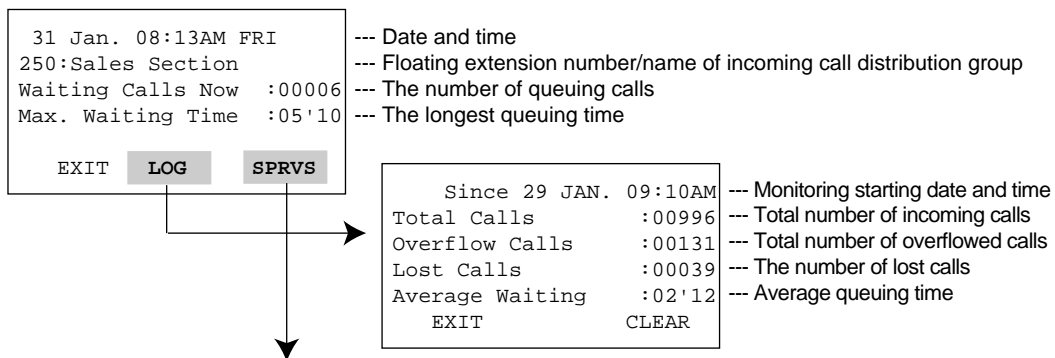 31 Jan. 08:13AM FRI --- Date and time
250:Sales Section --- Floating extension number/name of incoming call distribution group
Waiting Calls Now :00006 --- The number of queuing calls
Max. Waiting Time :05'10 --- The longest queuing time
EXIT LOG SPRVS
Since 29 JAN. 09:10AM --- Monitoring starting date and time
Total Calls :00996 --- Total number of incoming calls
Overflow Calls :00131 --- Total number of overflowed calls
Lost Calls :00039 --- The number of lost calls
Average Waiting :02'12 --- Average queuing time
EXIT CLEAR